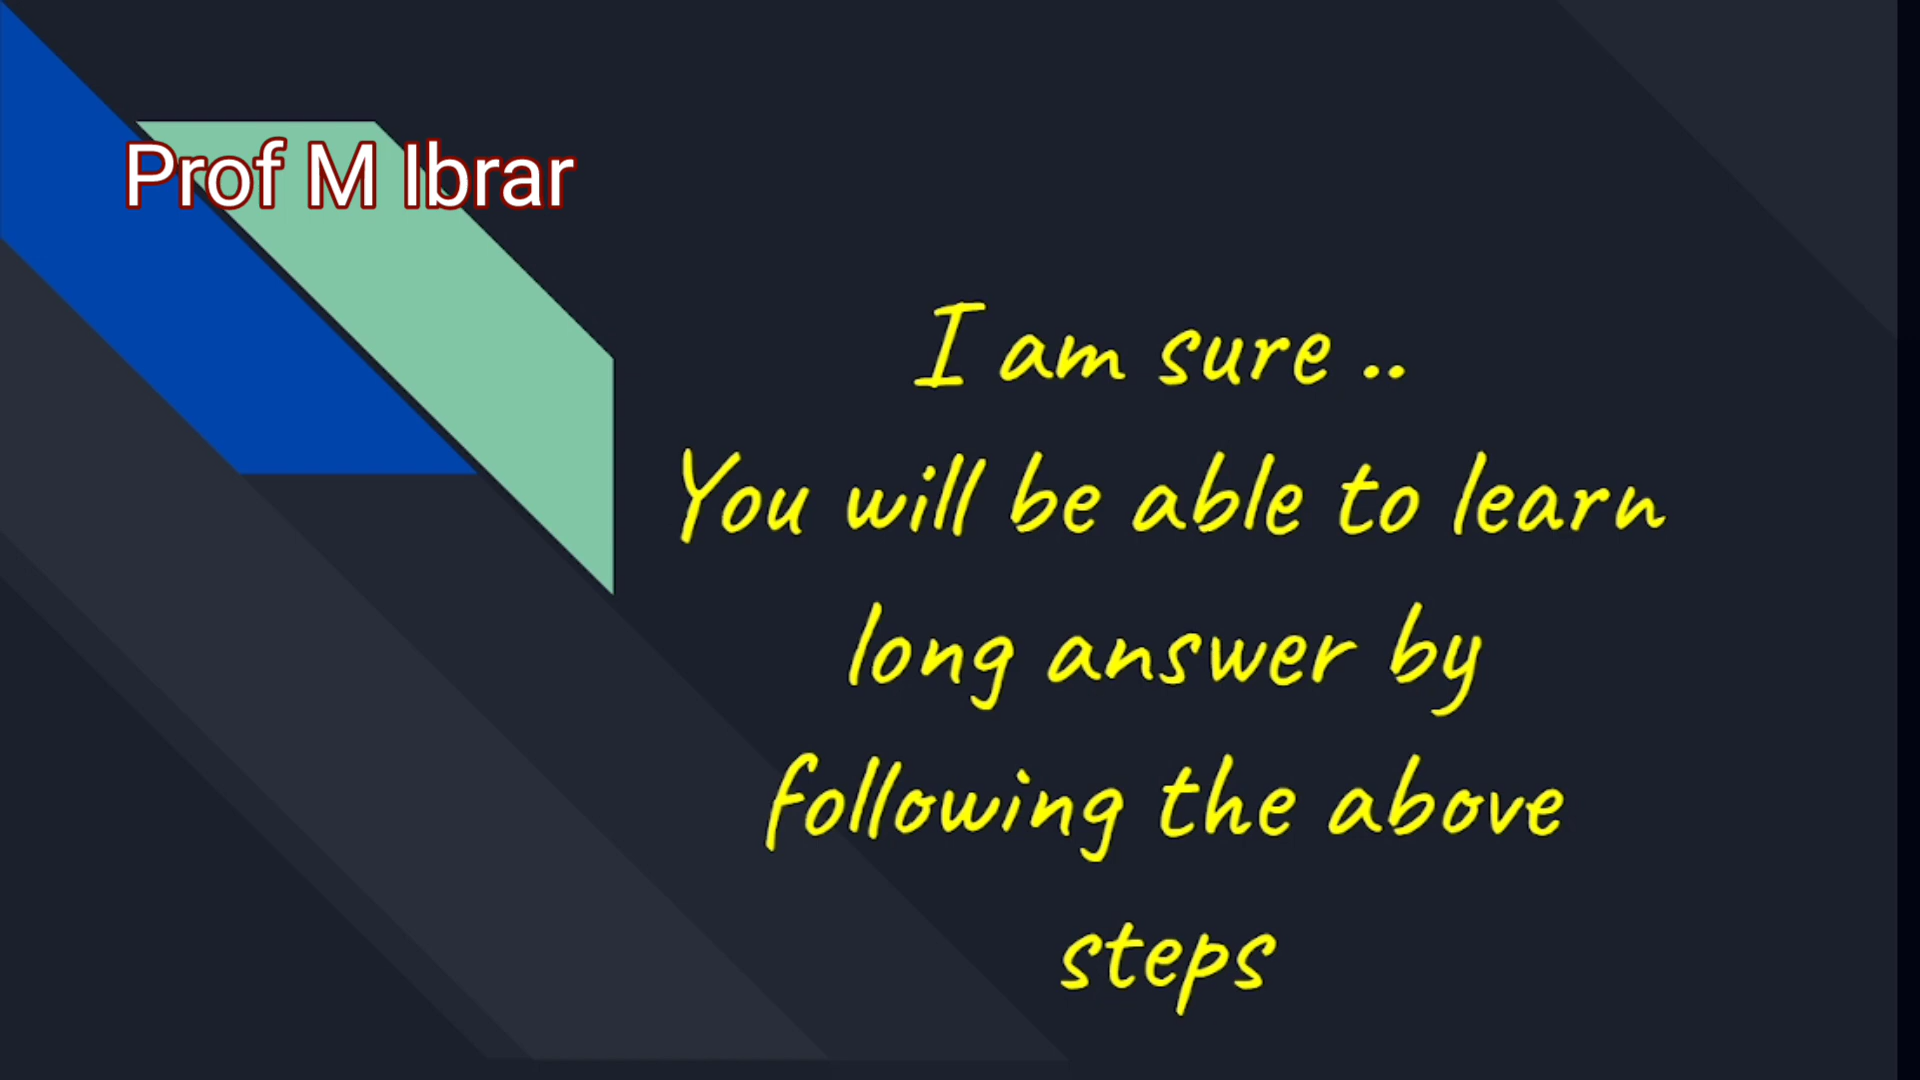 Prof M Ibrar
I am sure ..
You will be able to learn
long answer by
following the above
steps